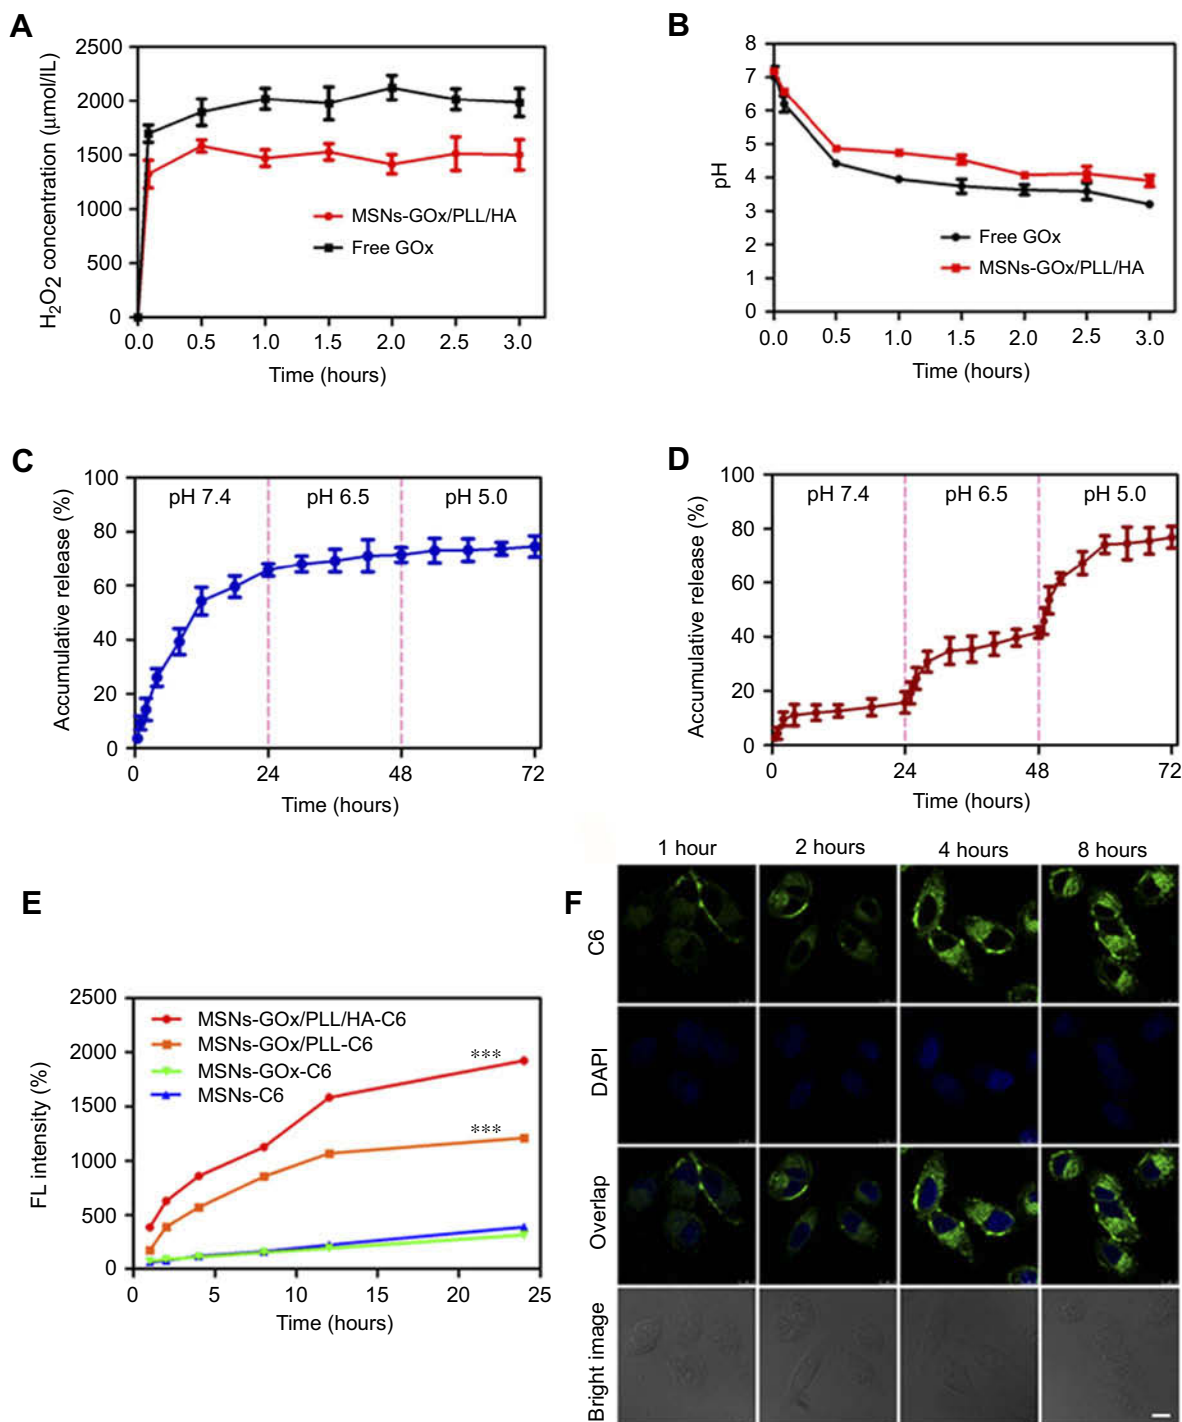 A
H2O2 concentration (μmol/lL)
2500
2000
1500
1000
500
0
MSNs-GOx/PLL/HA
Free GOx
0.0 0.5 1.0 1.5 2.0 2.5 3.0
Time (hours)
B
pH
8
7
6
5
4
3
2
1
0
Free GOx
MSNs-GOx/PLL/HA
0.0 0.5 1.0 1.5 2.0 2.5 3.0
Time (hours)
C
Accumulative release (%)
100
80
60
40
20
0
pH 7.4 pH 6.5 pH 5.0
0 24 48 72
Time (hours)
D
Accumulative release (%)
100
80
60
40
20
0
pH 7.4 pH 6.5 pH 5.0
0 24 48 72
Time (hours)
E
FL intensity (%)
2500
2000
1500
1000
500
0
MSNs-GOx/PLL/HA-C6
MSNs-GOx/PLL-C6
MSNs-GOx-C6
MSNs-C6
***
***
0 5 10 15 20 25
Time (hours)
F
1 hour 2 hours 4 hours 8 hours
C6
DAPI
Overlap
Bright image